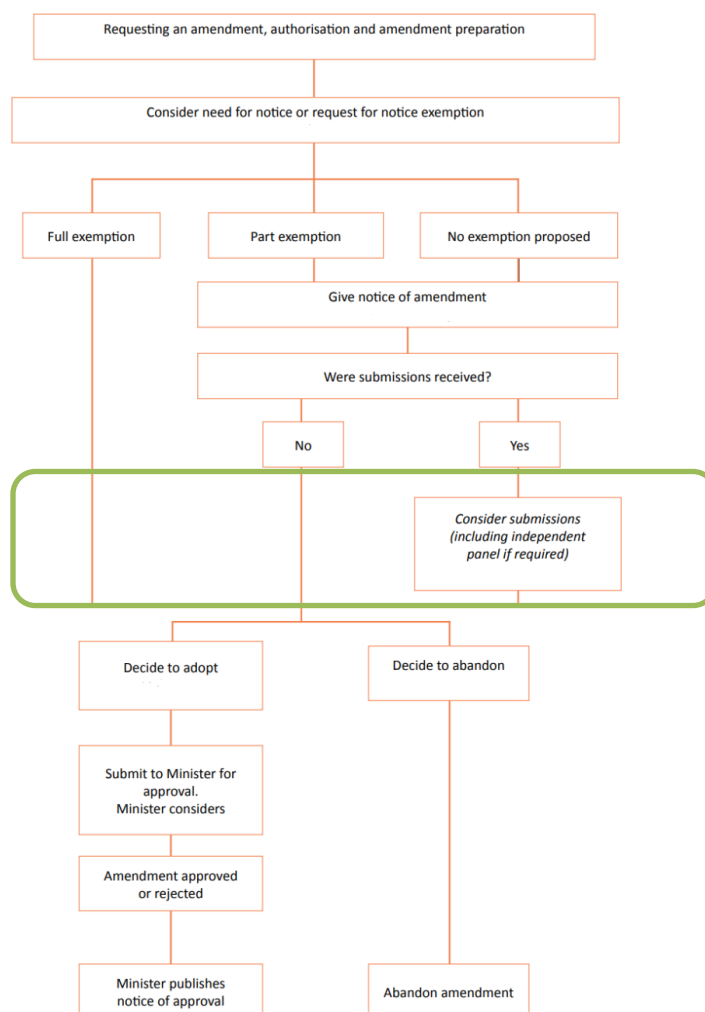 Requesting an amendment, authorisation and amendment preparation
Consider need for notice or request for notice exemption
Full exemption
Part exemption
No exemption proposed
Give notice of amendment
Were submissions received?
No
Yes
Consider submissions
(including independent
panel if required)
Decide to adopt
Decide to abandon
Submit to Minister for
approval.
Minister considers
Amendment approved
or rejected
Minister publishes
notice of approval
Abandon amendment